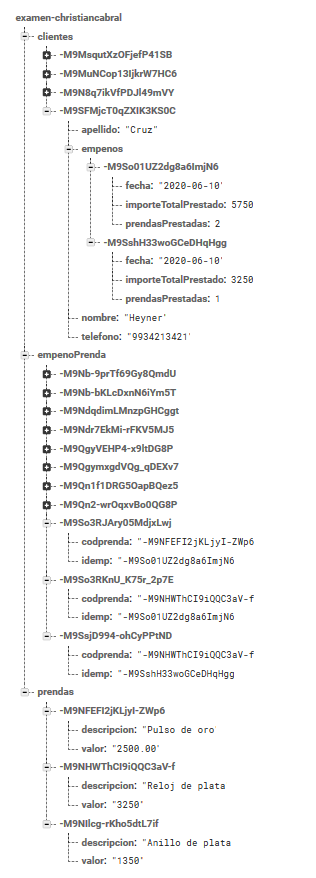 examen-christiancabral
clientes
-M9MsqutXzOFjefP41SB
-M9MuNCop13IjkrW7HC6
-M9N8q7ikVfPDJl49mVY
-M9SFMjcT0qZXIK3KS0C
apellido: "Cruz"
empenos
-M9So01UZ2dg8a6ImjN6
fecha: "2020-06-10"
importeTotalPrestado: 5750
prendasPrestadas: 2
-M9SshH33woGCeDHqHgg
fecha: "2020-06-10"
importeTotalPrestado: 3250
prendasPrestadas: 1
nombre: "Heyner"
telefono: "9934213421"
empenoPrenda
-M9Nb-9prTf69Gy8QmdU
-M9Nb-bKLcDxnN6iYm5T
-M9NdqdimLMnzpGHCggt
-M9Ndr7EkMi-rFKV5MJ5
-M9QgyVEHP4-x9ltDG8P
-M9QgymxgdVQg_qDEXv7
-M9Qn1f1DRG5OapBQez5
-M9Qn2-wrOqxvBo0QG8P
-M9So3RJAry05MdjxLwj
codprenda: "-M9NFEFI2jKLjyI-ZWp6
idemp: "-M9So01UZ2dg8a6ImjN6
-M9So3RKnU_K75r_2p7E
codprenda: "-M9NHWThCI9iQQC3aV-f
idemp: "-M9So01UZ2dg8a6ImjN6
-M9SsjD994-ohCyPPtND
codprenda: "-M9NHWThCI9iQQC3aV-f
idemp: "-M9SshH33woGCeDHqHgg
prendas
-M9NFEFI2jKLjyI-ZWp6
descripcion: "Pulso de oro"
valor: "2500.00"
-M9NHWThCI9iQQC3aV-f
descripcion: "Reloj de plata"
valor: "3250"
-M9NIlcg-rKho5dtL7if
descripcion: "Anillo de plata
valor: "1350"